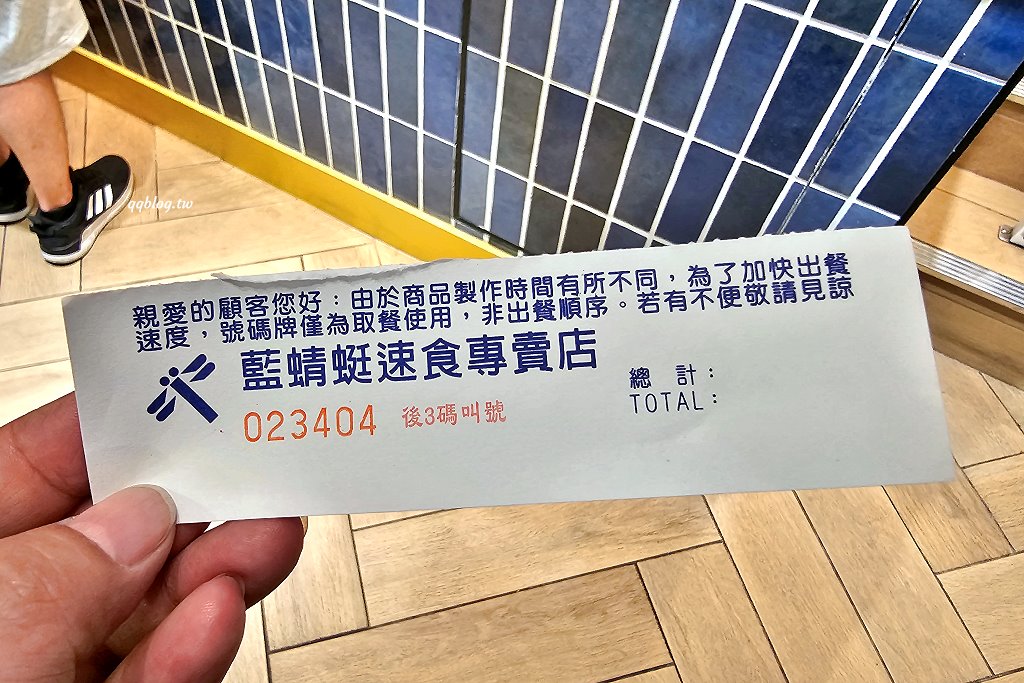 親愛的顧客您好：由於商品製作時間有所不同，為了加快出餐
速度，號碼牌僅為取餐使用，非出餐順序。若有不便敬請見諒
藍蜻蜓速食專賣店
023404 後3碼叫號
總 計：
TOTAL：
qqblog.tw